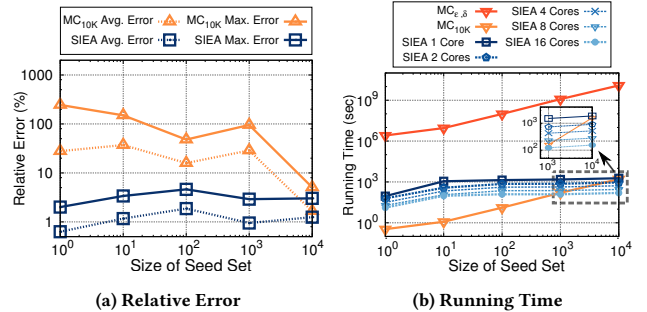 MC10K Avg. Error MC10K Max. Error
SIEA Avg. Error SIEA Max. Error
Relative Error (%)
1000
100
10
1
10^0 10^1 10^2 10^3 10^4
Size of Seed Set
(a) Relative Error
MCε,δ SIEA 4 Cores
MC10K SIEA 8 Cores
SIEA 1 Core SIEA 16 Cores
SIEA 2 Cores
Running Time (sec)
10^9
10^6
10^3
10^0
10^3
10^2
10^3 10^4
10^0 10^1 10^2 10^3 10^4
Size of Seed Set
(b) Running Time